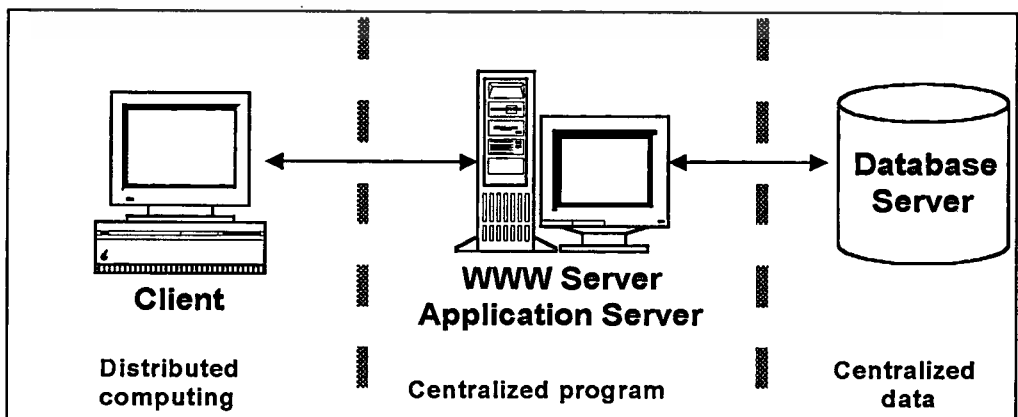 Client
WWW Server
Application Server
Database
Server
Distributed
computing
Centralized program
Centralized
data